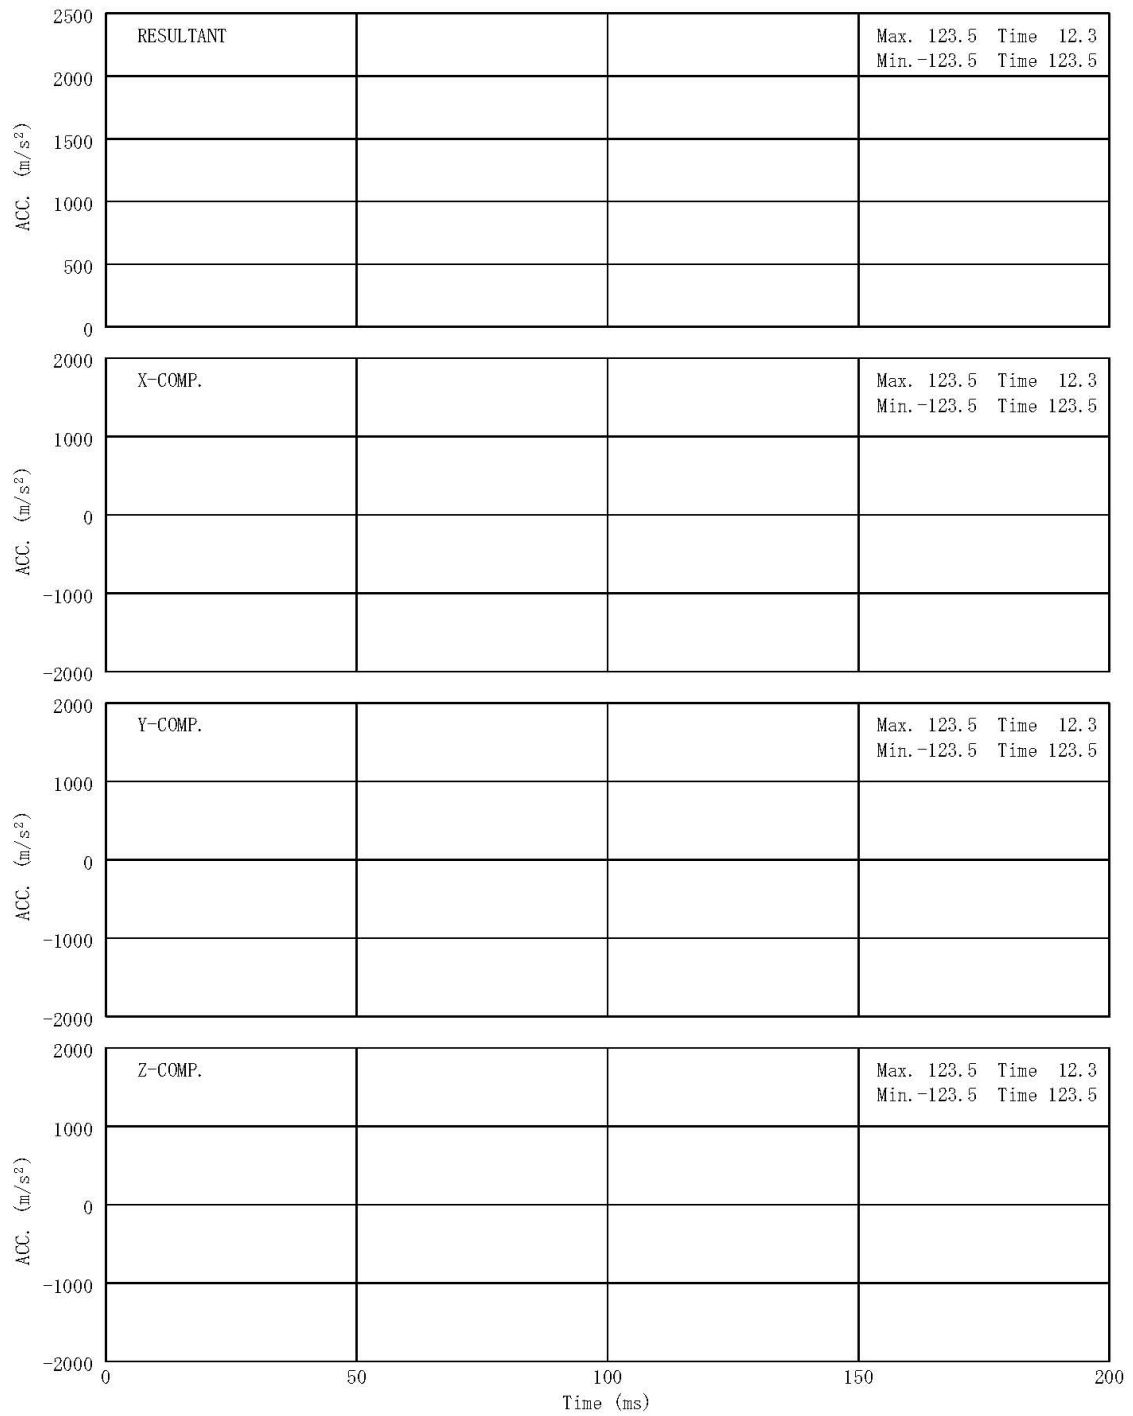 2500
RESULTANT
Max. 123.5 Time 12.3
Min.-123.5 Time 123.5
2000
1500
1000
500
0
ACC. (m/s²)
2000
X-COMP.
Max. 123.5 Time 12.3
Min.-123.5 Time 123.5
1000
0
-1000
-2000
ACC. (m/s²)
2000
Y-COMP.
Max. 123.5 Time 12.3
Min.-123.5 Time 123.5
1000
0
-1000
-2000
ACC. (m/s²)
2000
Z-COMP.
Max. 123.5 Time 12.3
Min.-123.5 Time 123.5
1000
0
-1000
-2000
ACC. (m/s²)
0 50 100 150 200
Time (ms)